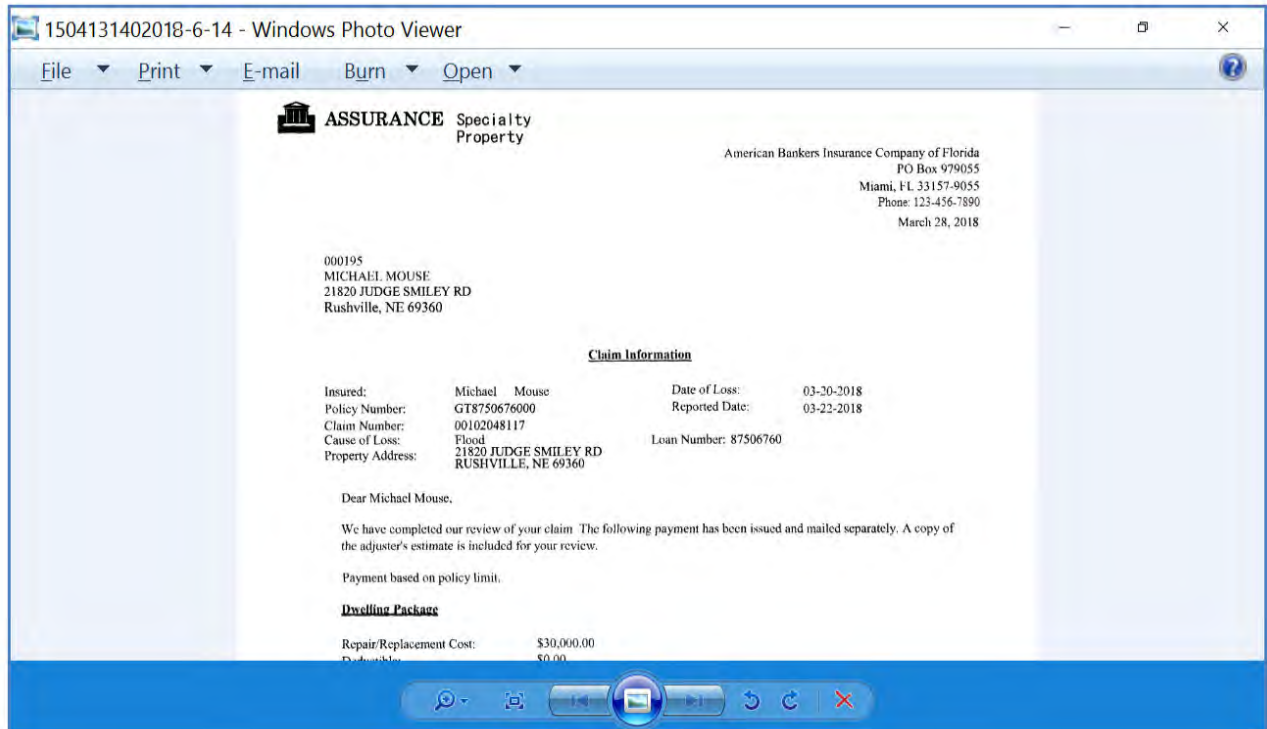 1504131402018-6-14 - Windows Photo Viewer
File Print E-mail Burn Open
ASSURANCE Specialty
Property
American Bankers Insurance Company of Florida
PO Box 979055
Miami, FL 33157-9055
Phone: 123-456-7890
March 28, 2018
000195
MICHAEL MOUSE
21820 JUDGE SMILEY RD
Rushville, NE 69360
Claim Information
Insured: Michael Mouse Date of Loss: 03-20-2018
Policy Number: GT8750676000 Reported Date: 03-22-2018
Claim Number: 00102048117
Cause of Loss: Flood Loan Number: 87506760
Property Address: 21820 JUDGE SMILEY RD
RUSHVILLE, NE 69360
Dear Michael Mouse,
We have completed our review of your claim The following payment has been issued and mailed separately. A copy of
the adjuster's estimate is included for your review.
Payment based on policy limit.
Dwelling Package
Repair/Replacement Cost: $30,000.00
Deductible: $0.00